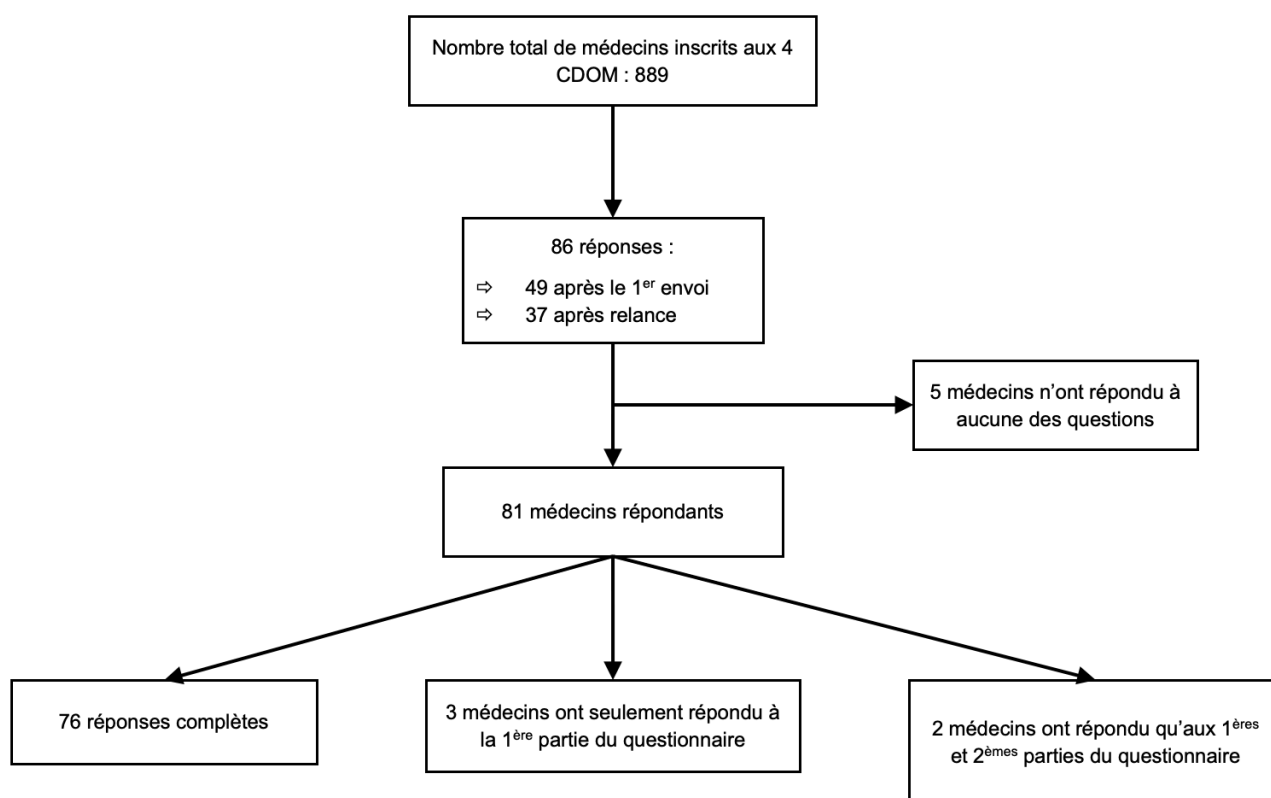 Nombre total de médecins inscrits aux 4
CDOM : 889
86 réponses :
⇨ 49 après le 1er envoi
⇨ 37 après relance
5 médecins n’ont répondu à
aucune des questions
81 médecins répondants
76 réponses complètes
3 médecins ont seulement répondu à
la 1ère partie du questionnaire
2 médecins ont répondu qu’aux 1ères
et 2èmes parties du questionnaire